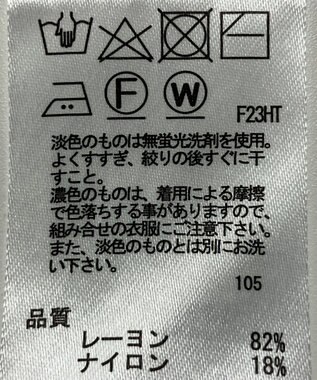 F W F23HT
淡色のものは無蛍光洗剤を使用。
よくすすぎ、絞りの後すぐに干
すこと。
濃色のものは、着用による摩擦
で色落ちする事がありますので、
組み合せの衣服にご注意下さい。
また、淡色のものとは別にお洗
い下さい。
105
品質
レーヨン 82%
ナイロン 18%